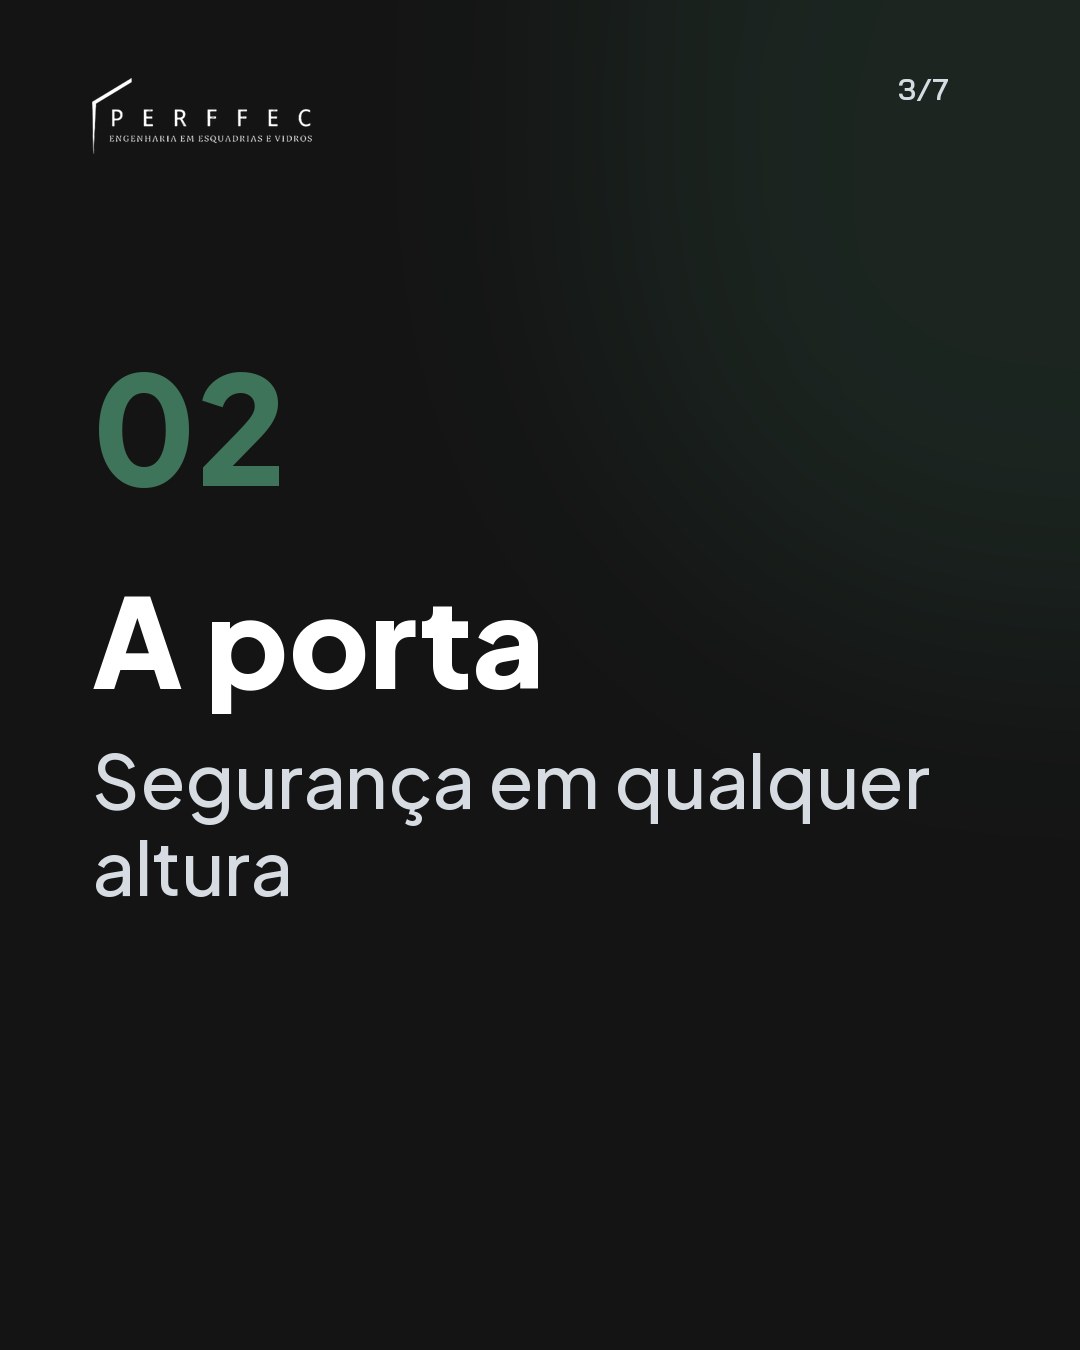 PERFFEC
ENGENHARIA EM ESQUADRIAS E VIDROS
3/7
02
A porta
Segurança em qualquer
altura